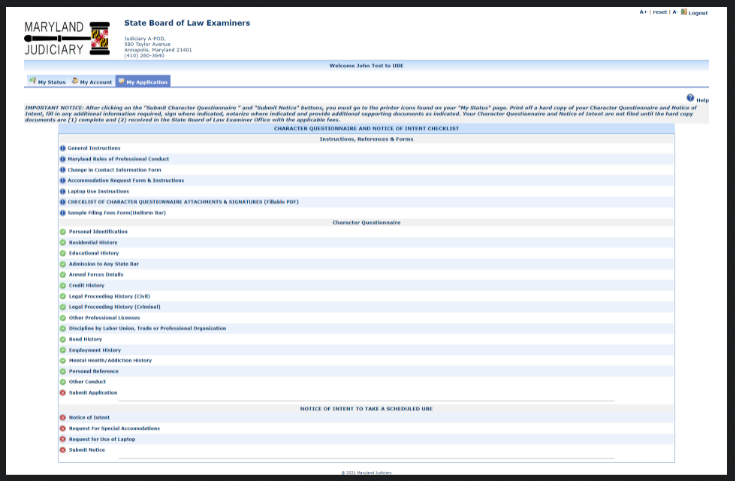 A+ | reset | A- Logout
MARYLAND
JUDICIARY
State Board of Law Examiners
Judiciary A-POD,
580 Taylor Avenue
Annapolis, Maryland 21401
(410) 260-3640
Welcome John Test to UBE
My Status My Account My Application
Help
IMPORTANT NOTICE: After clicking on the "Submit Character Questionnaire " and "Submit Notice" buttons, you must go to the printer icons found on your "My Status" page. Print off a hard copy of your Character Questionnaire and Notice of
Intent, fill in any additional information required, sign where indicated, notarize where indicated and provide additional supporting documents as indicated. Your Character Questionnaire and Notice of Intent are not filed until the hard copy
documents are (1) complete and (2) received in the State Board of Law Examiner Office with the applicable fees.
CHARACTER QUESTIONNAIRE AND NOTICE OF INTENT CHECKLIST
Instructions, References & Forms
General Instructions
Maryland Rules of Professional Conduct
Change in Contact Information Form
Accommodation Request Form & Instructions
Laptop Use Instructions
CHECKLIST OF CHARACTER QUESTIONNAIRE ATTACHMENTS & SIGNATURES (Fillable PDF)
Sample Filing Fees Form(Uniform Bar)
Character Questionnaire
Personal Identification
Residential History
Educational History
Admission to Any State Bar
Armed Forces Details
Credit History
Legal Proceeding History (Civil)
Legal Proceeding History (Criminal)
Other Professional Licenses
Discipline by Labor Union, Trade or Professional Organization
Bond History
Employment History
Mental Health/Addiction History
Personal Reference
Other Conduct
Submit Application
NOTICE OF INTENT TO TAKE A SCHEDULED UBE
Notice of Intent
Request For Special Accomodations
Request for Use of Laptop
Submit Notice
© 2021 Maryland Judiciary